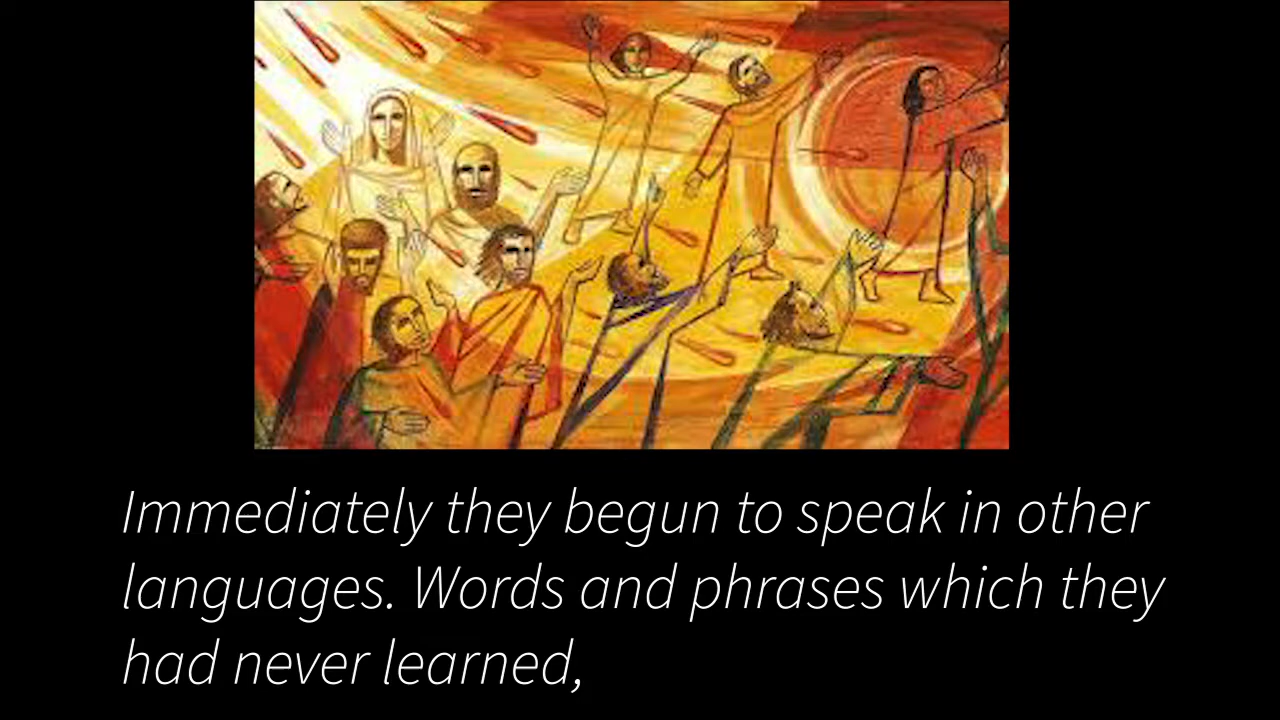 Immediately they begun to speak in other
languages. Words and phrases which they
had never learned,